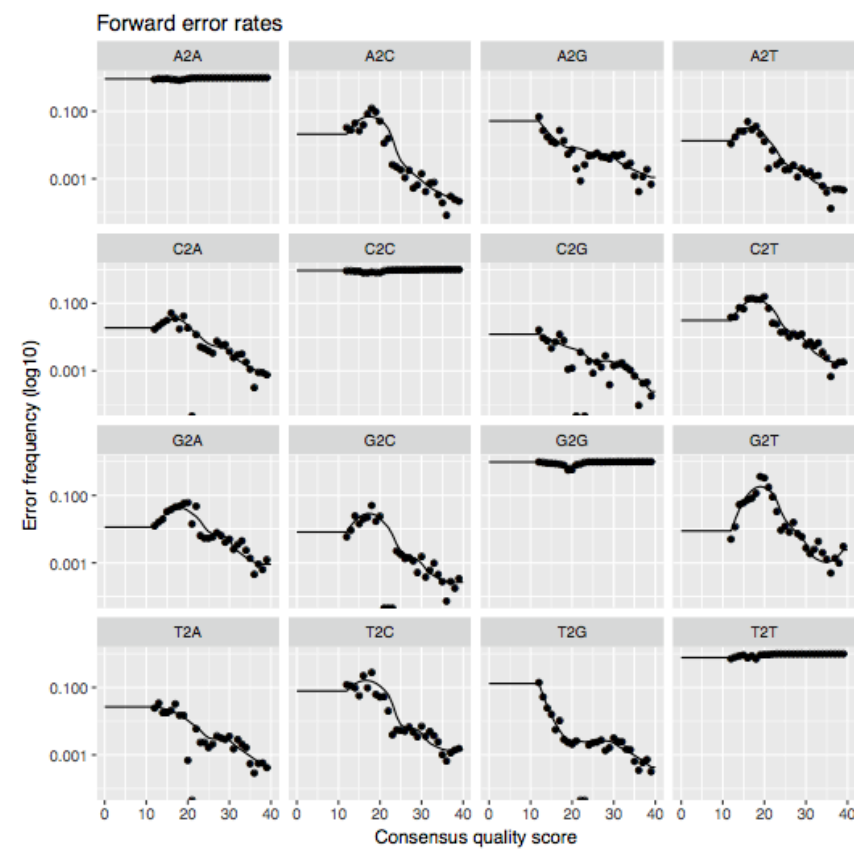 Forward error rates
A2A A2C A2G A2T
0.100
0.001
C2A C2C C2G C2T
0.100
0.001
G2A G2C G2G G2T
0.100
0.001
T2A T2C T2G T2T
0.100
0.001
0 10 20 30 40 0 10 20 30 40 0 10 20 30 40 0 10 20 30 40
Consensus quality score
Error frequency (log10)